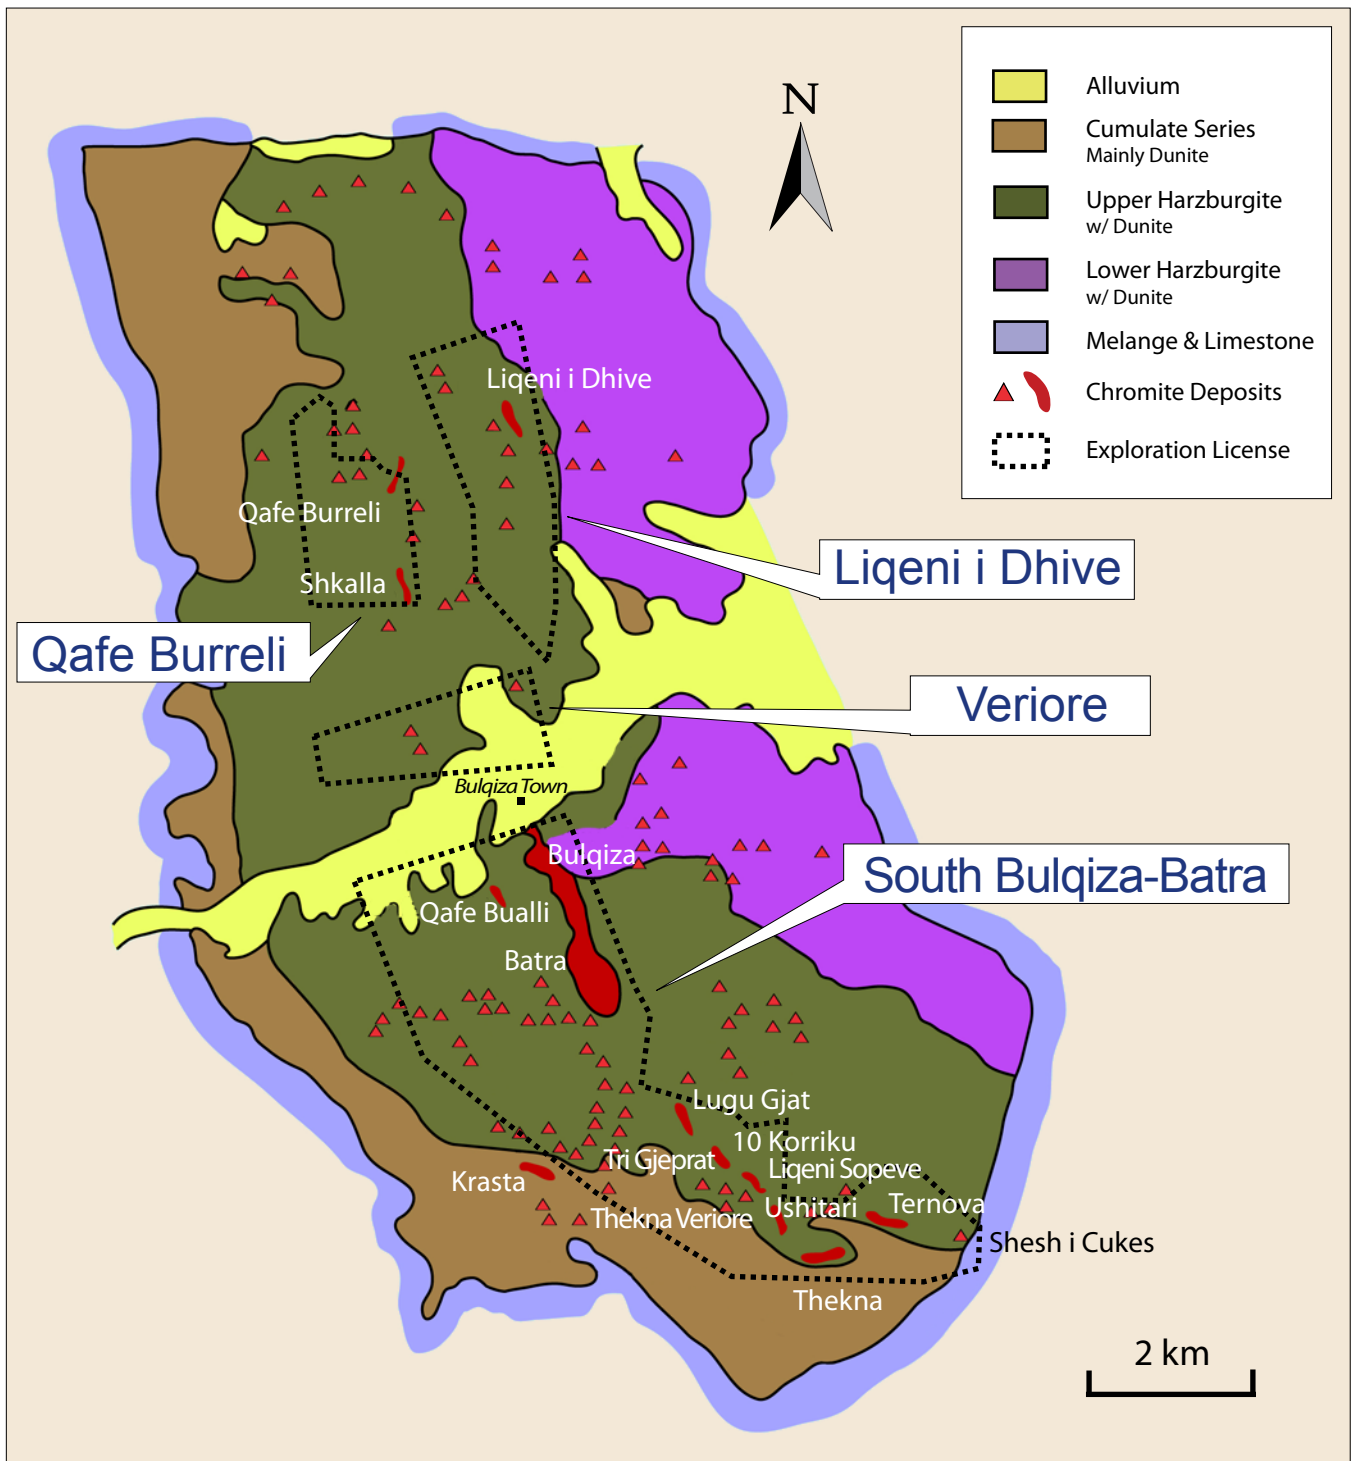 N
Alluvium
Cumulate Series
Mainly Dunite
Upper Harzburgite
w/ Dunite
Lower Harzburgite
w/ Dunite
Melange & Limestone
Chromite Deposits
Exploration License
Liqeni i Dhive
Qafe Burreli
Liqeni i Dhive
Shkalla
Qafe Burreli
Veriore
Bulqiza Town
Bulqiza
South Bulqiza-Batra
Qafe Bualli
Batra
Lugu Gjat
10 Korriku
Tri Gjeprat
Liqeni Sopeve
Krasta
Thekna Veriore
Ushitari
Ternova
Shesh i Cukes
Thekna
2 km